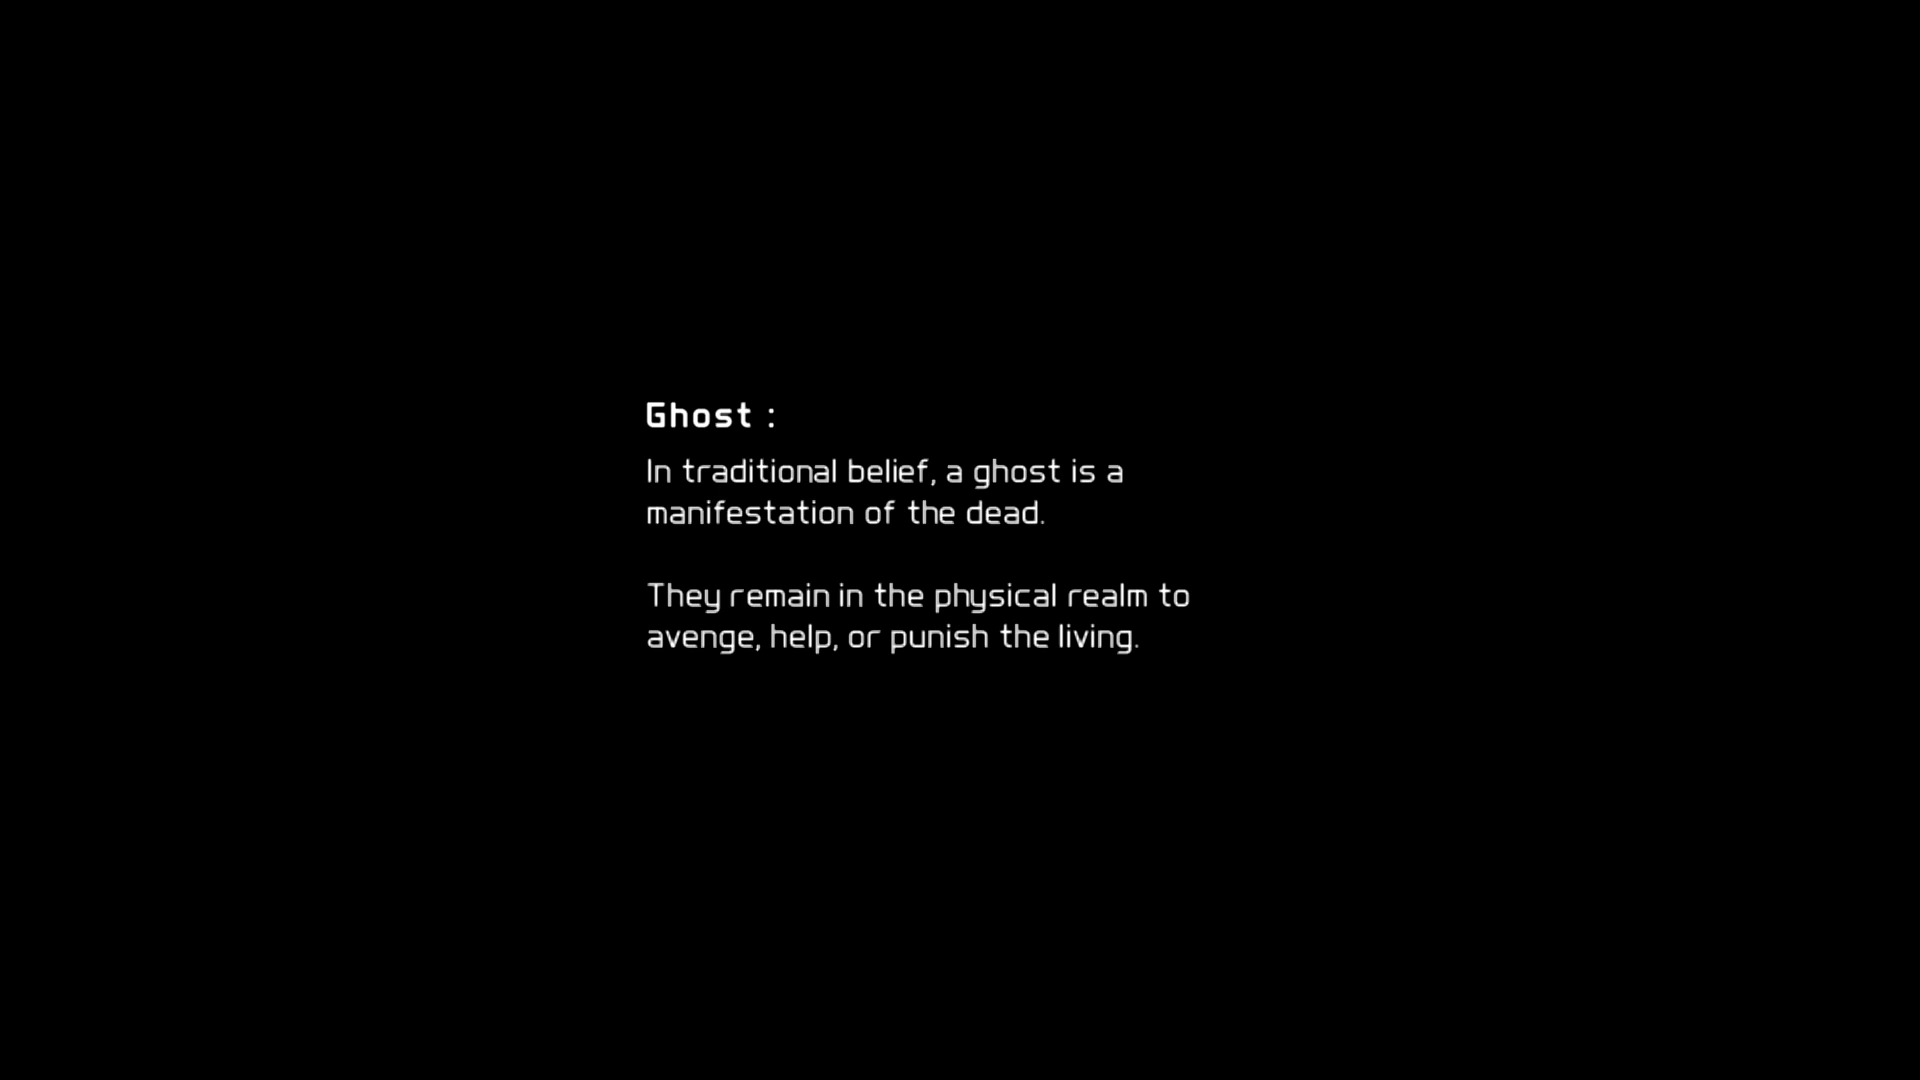 Ghost :
In traditional belief, a ghost is a
manifestation of the dead.
They remain in the physical realm to
avenge, help, or punish the living.